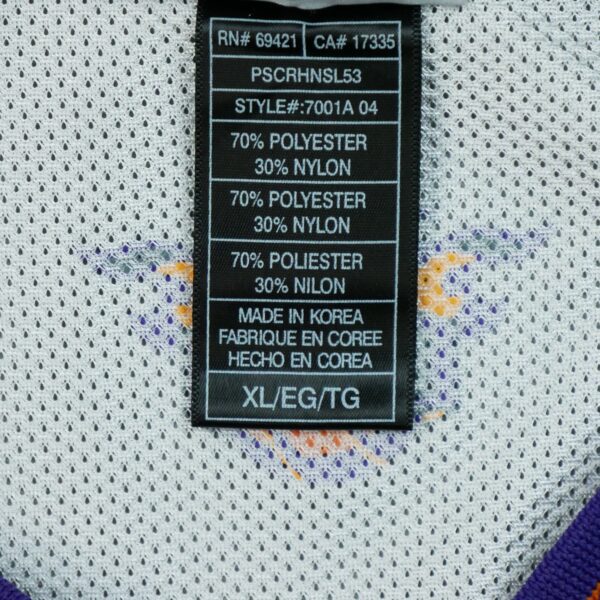 RN# 69421 CA# 17335
PSCRHNSL53
STYLE#:7001A 04
70% POLYESTER
30% NYLON
70% POLYESTER
30% NYLON
70% POLIESTER
30% NILON
MADE IN KOREA
FABRIQUE EN COREE
HECHO EN COREA
XL/EG/TG